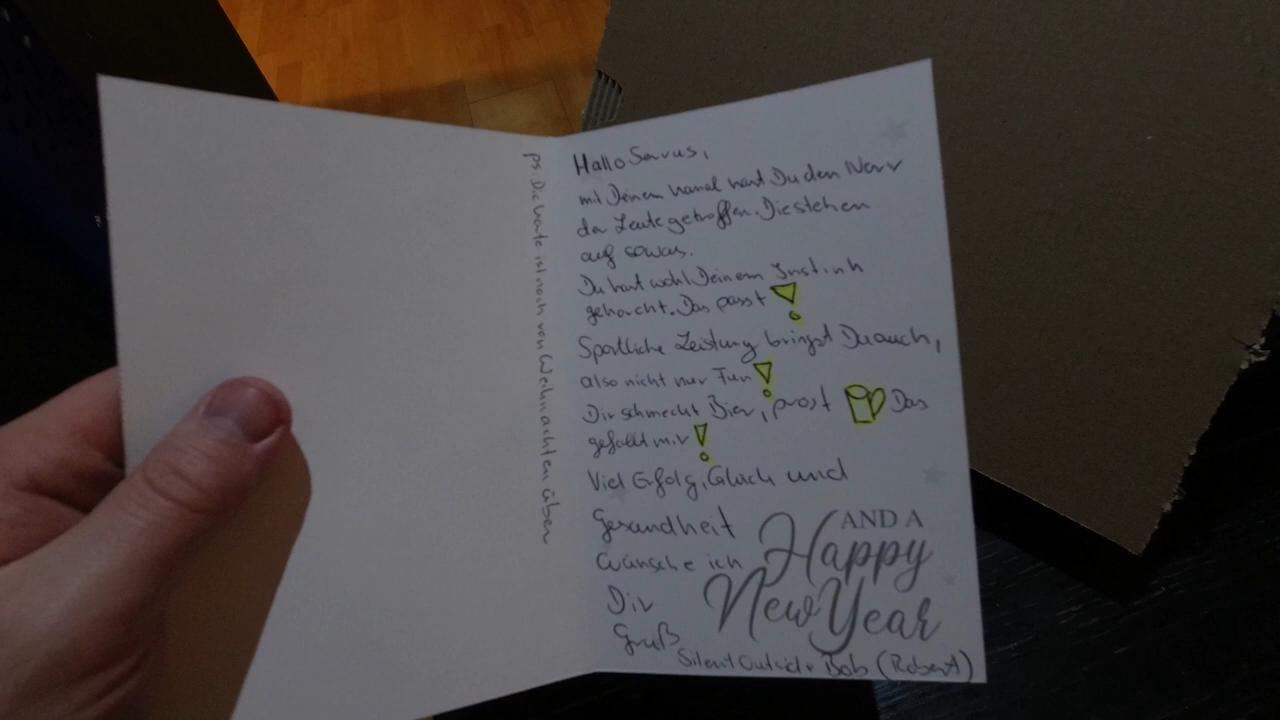 Hallo Servus,
mit Deinem Kanal hast Du den Nerv
der Leute getroffen. Die stehen
auf sowas.
Du hast wohl Deinem Instinkt
gehorcht. Das passt!
Sportliche Leistung bringst Du auch,
also nicht nur Fun!
Dir schmeckt Bier, prost Das
gefällt mir!
Viel Erfolg, Glück und
Gesundheit
wünsche ich
Dir
Gruß
Silent Outside Bob (Robert)
AND A
Happy
New Year
ps. Die Karte ist noch von Weihnachten über